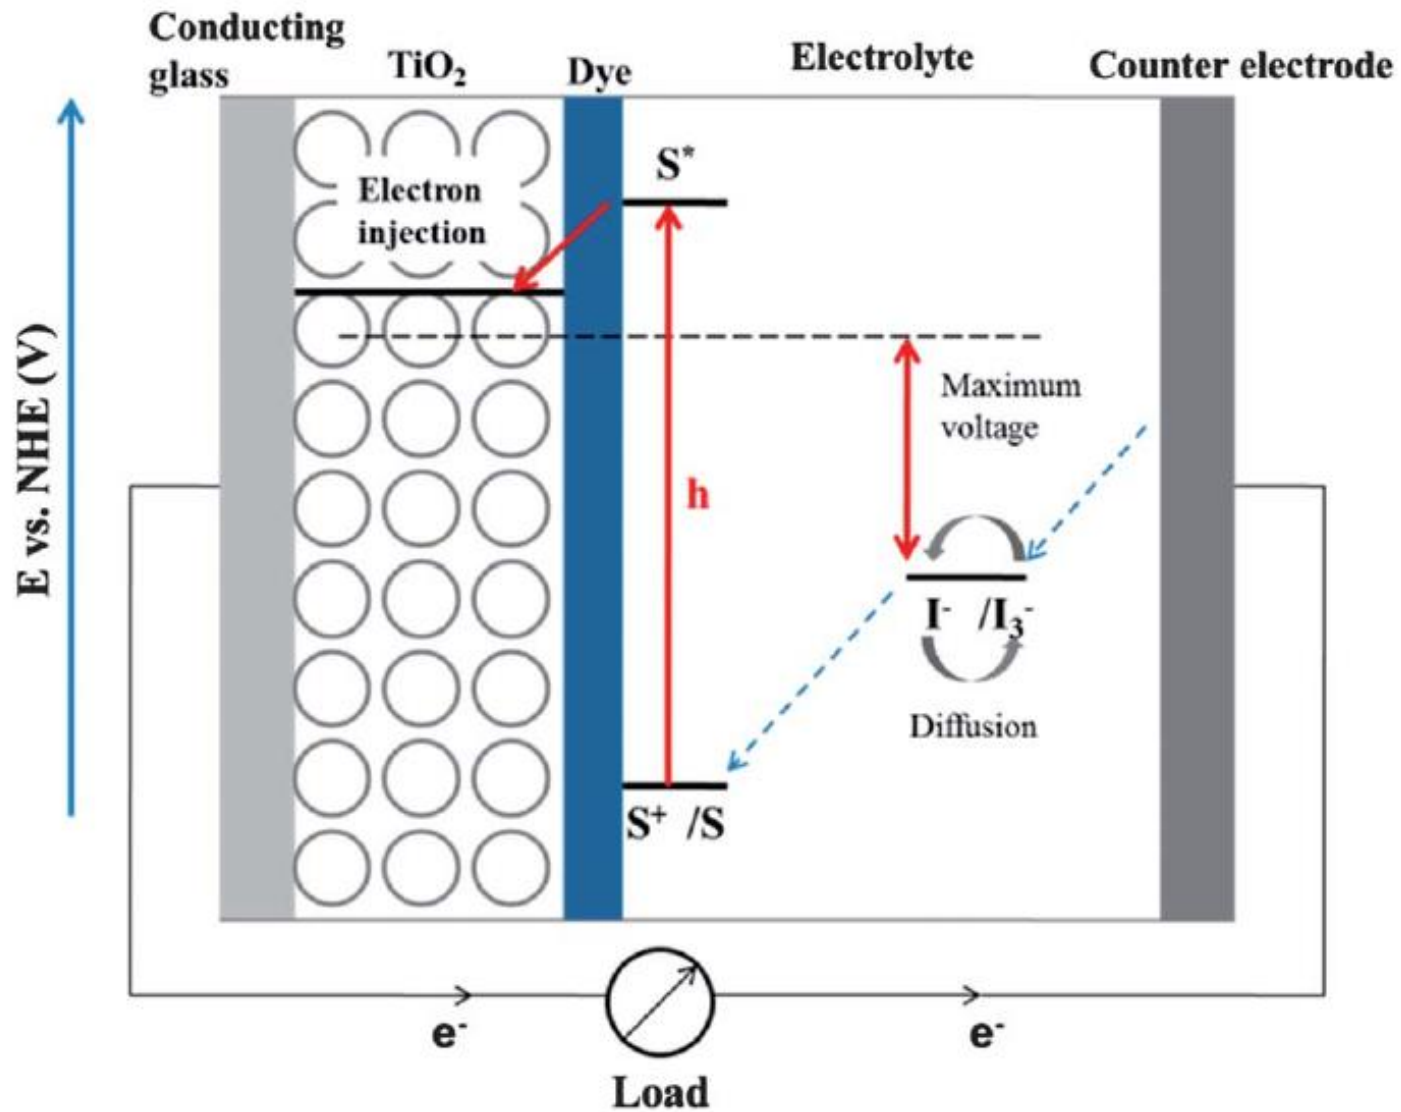 Conducting
glass
TiO₂
Dye
Electrolyte
Counter electrode
E vs. NHE (V)
S*
Electron
injection
Maximum
voltage
h
I⁻ /I₃⁻
Diffusion
S⁺ /S
e⁻
e⁻
Load